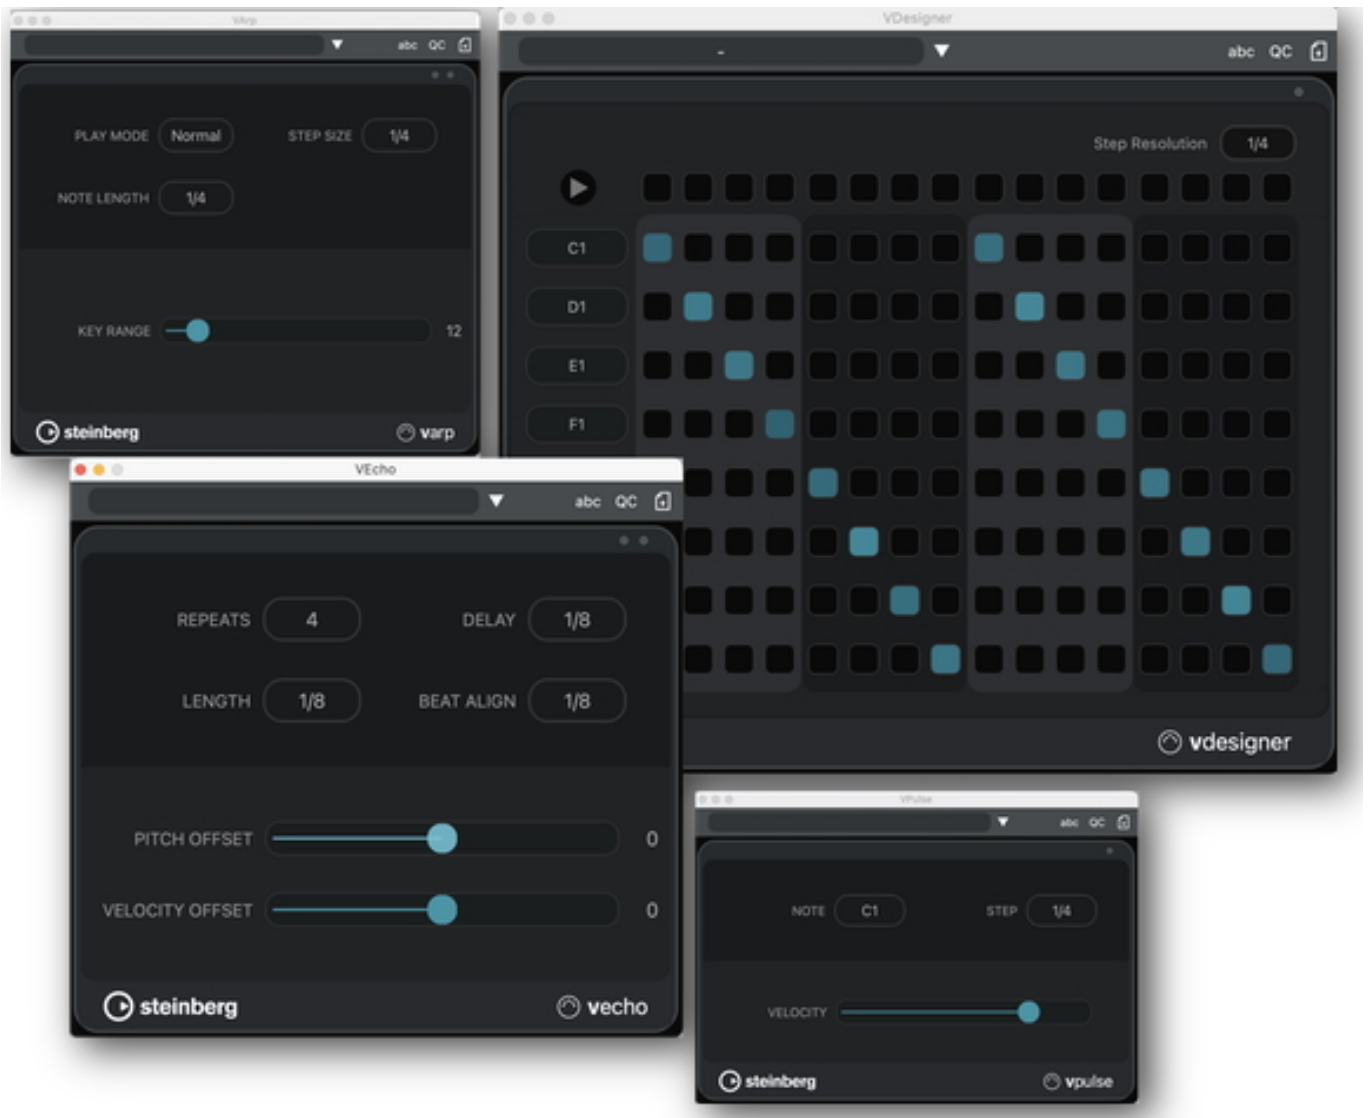 VArp
abc QC
PLAY MODE Normal STEP SIZE 1/4
NOTE LENGTH 1/4
KEY RANGE 12
steinberg varp
VDesigner
- abc QC
Step Resolution 1/4
C1
D1
E1
F1
vdesigner
VEcho
abc QC
REPEATS 4 DELAY 1/8
LENGTH 1/8 BEAT ALIGN 1/8
PITCH OFFSET 0
VELOCITY OFFSET 0
steinberg vecho
VPulse
abc QC
NOTE C1 STEP 1/4
VELOCITY
steinberg vpulse